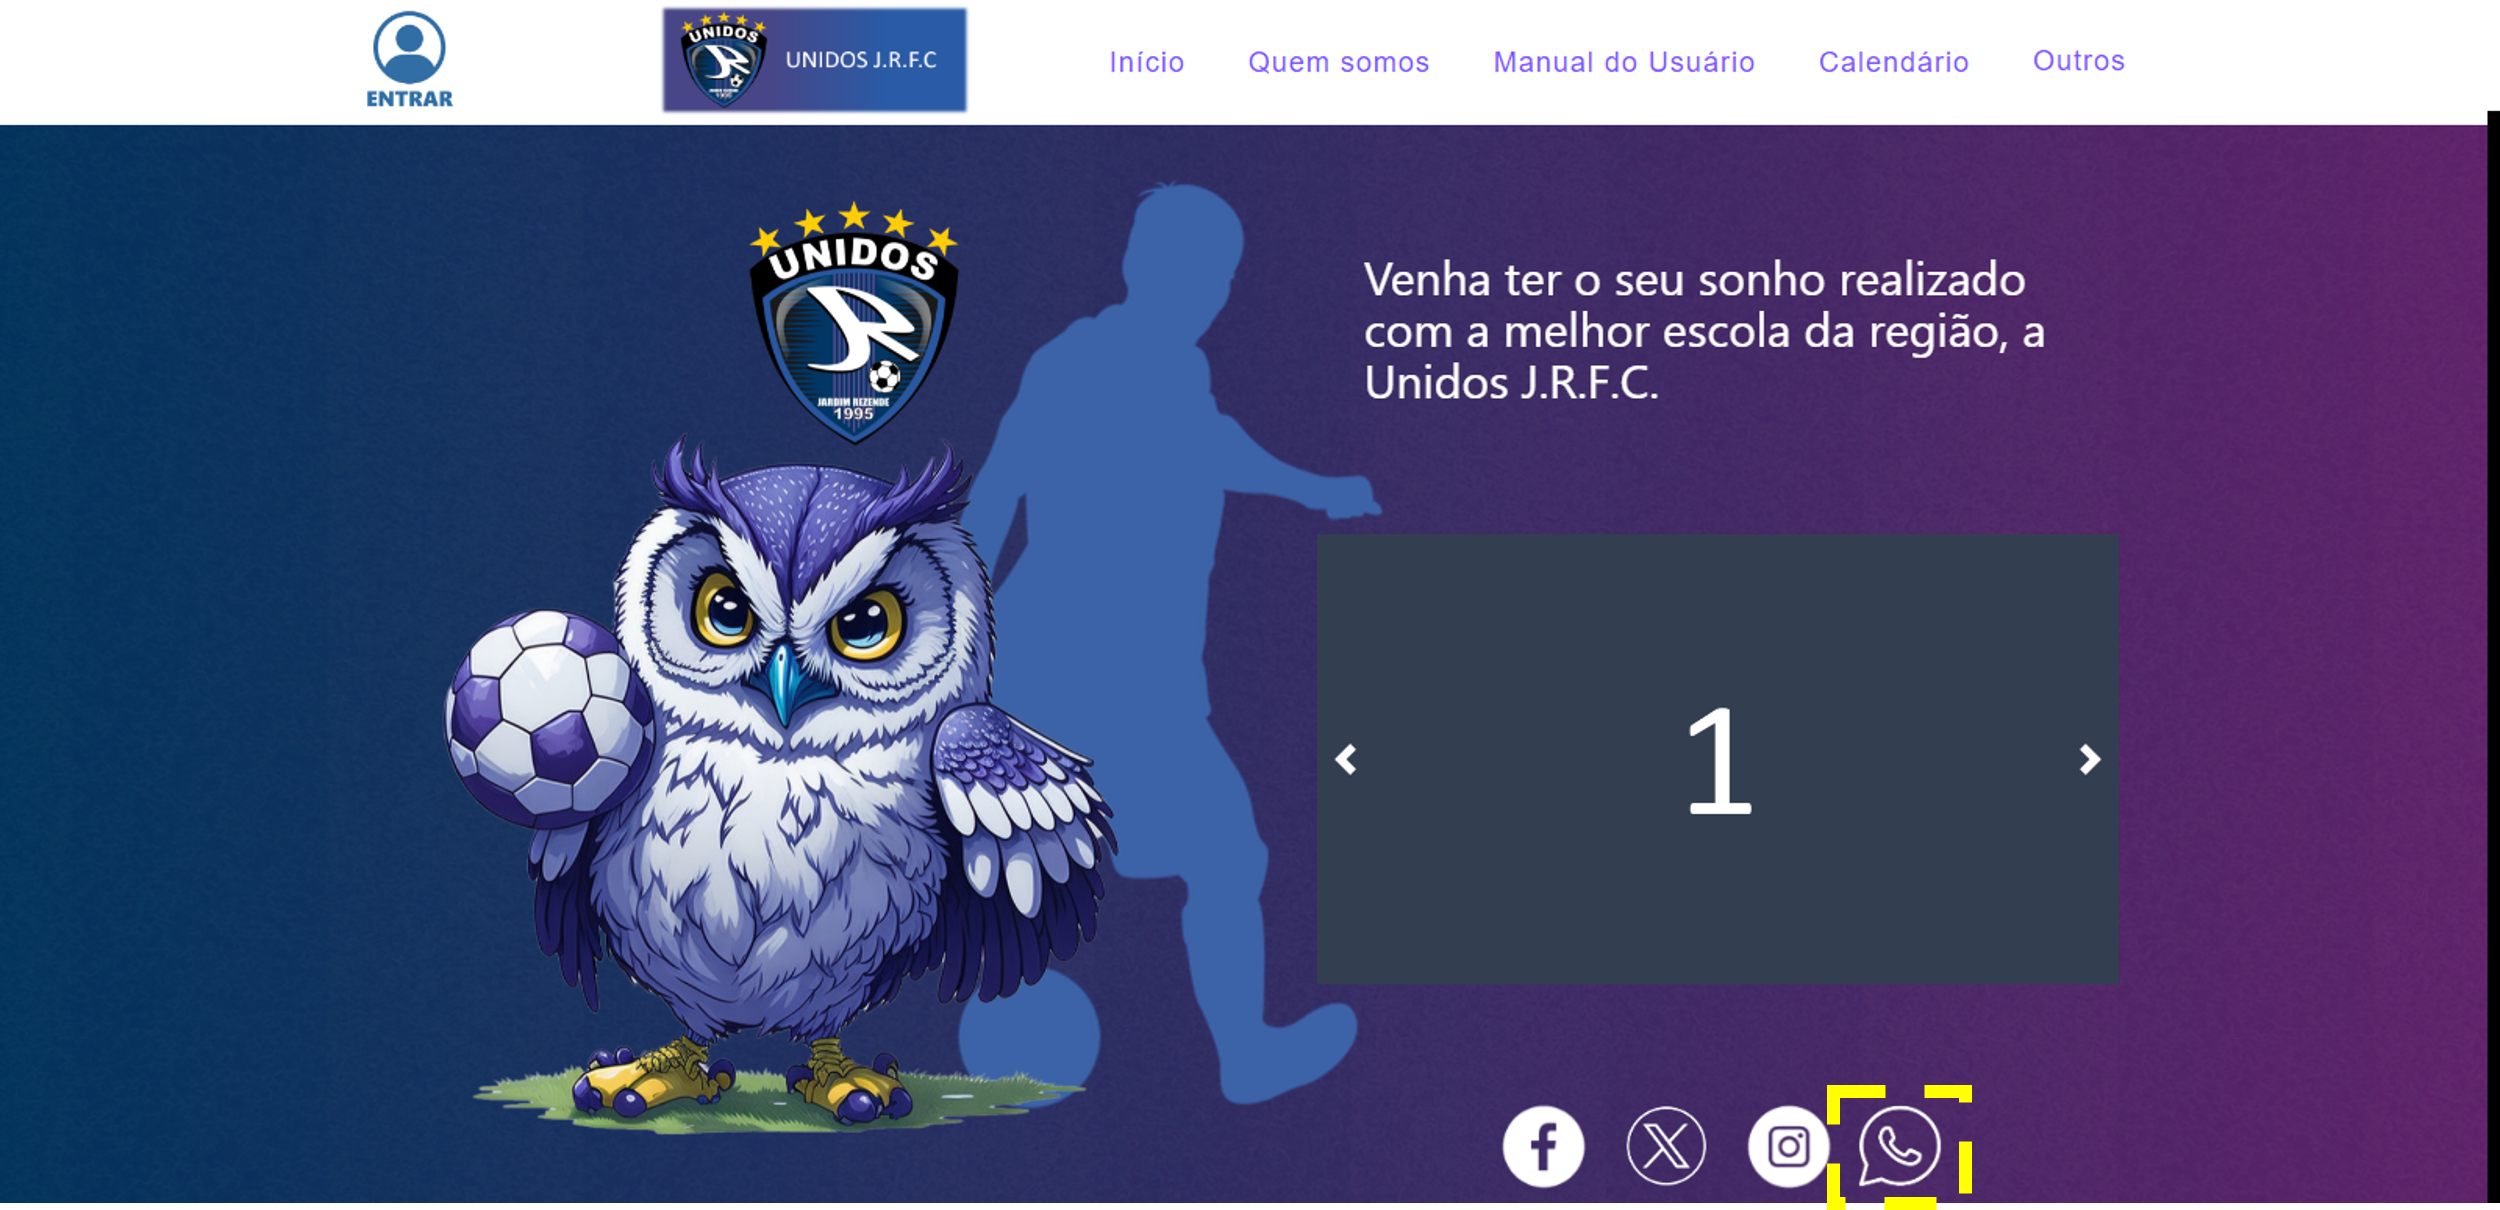 ENTRAR
UNIDOS
UNIDOS J.R.F.C
Início
Quem somos
Manual do Usuário
Calendário
Outros
UNIDOS
JARDIM REZENDE
1995
Venha ter o seu sonho realizado
com a melhor escola da região, a
Unidos J.R.F.C.
1